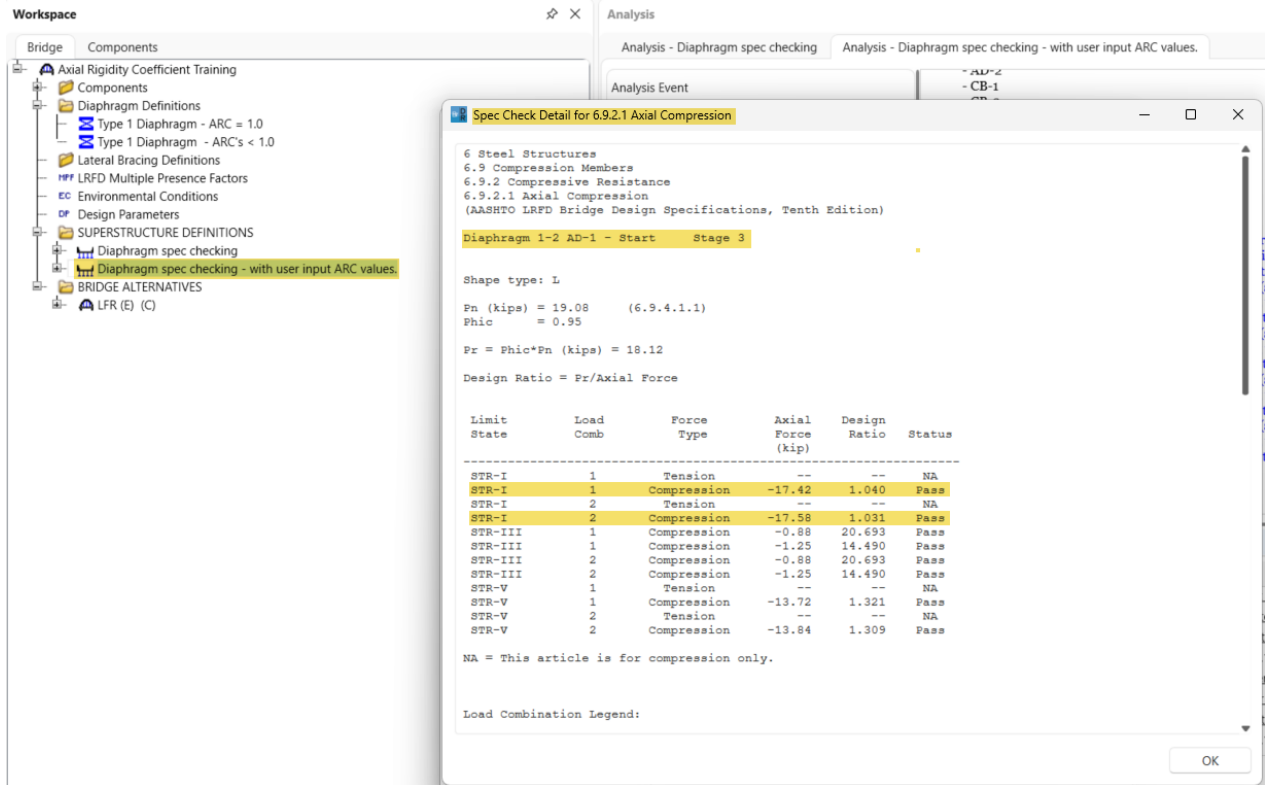 Workspace
Bridge Components
Axial Rigidity Coefficient Training
Components
Diaphragm Definitions
Type 1 Diaphragm - ARC = 1.0
Type 1 Diaphragm - ARC's < 1.0
Lateral Bracing Definitions
MPF LRFD Multiple Presence Factors
EC Environmental Conditions
DP Design Parameters
SUPERSTRUCTURE DEFINITIONS
Diaphragm spec checking
Diaphragm spec checking - with user input ARC values.
BRIDGE ALTERNATIVES
LFR (E) (C)
Analysis
Analysis - Diaphragm spec checking Analysis - Diaphragm spec checking - with user input ARC values.
Analysis Event
- AD-2
- CB-1
Spec Check Detail for 6.9.2.1 Axial Compression
6 Steel Structures
6.9 Compression Members
6.9.2 Compressive Resistance
6.9.2.1 Axial Compression
(AASHTO LRFD Bridge Design Specifications, Tenth Edition)
Diaphragm 1-2 AD-1 - Start Stage 3
Shape type: L
Pn (kips) = 19.08 (6.9.4.1.1)
Phic = 0.95
Pr = Phic*Pn (kips) = 18.12
Design Ratio = Pr/Axial Force
Limit Load Force Axial Design
State Comb Type Force Ratio Status
(kip)
STR-I 1 Tension -- -- NA
STR-I 1 Compression -17.42 1.040 Pass
STR-I 2 Tension -- -- NA
STR-I 2 Compression -17.58 1.031 Pass
STR-III 1 Compression -0.88 20.693 Pass
STR-III 1 Compression -1.25 14.490 Pass
STR-III 2 Compression -0.88 20.693 Pass
STR-III 2 Compression -1.25 14.490 Pass
STR-V 1 Tension -- -- NA
STR-V 1 Compression -13.72 1.321 Pass
STR-V 2 Tension -- -- NA
STR-V 2 Compression -13.84 1.309 Pass
NA = This article is for compression only.
Load Combination Legend:
OK